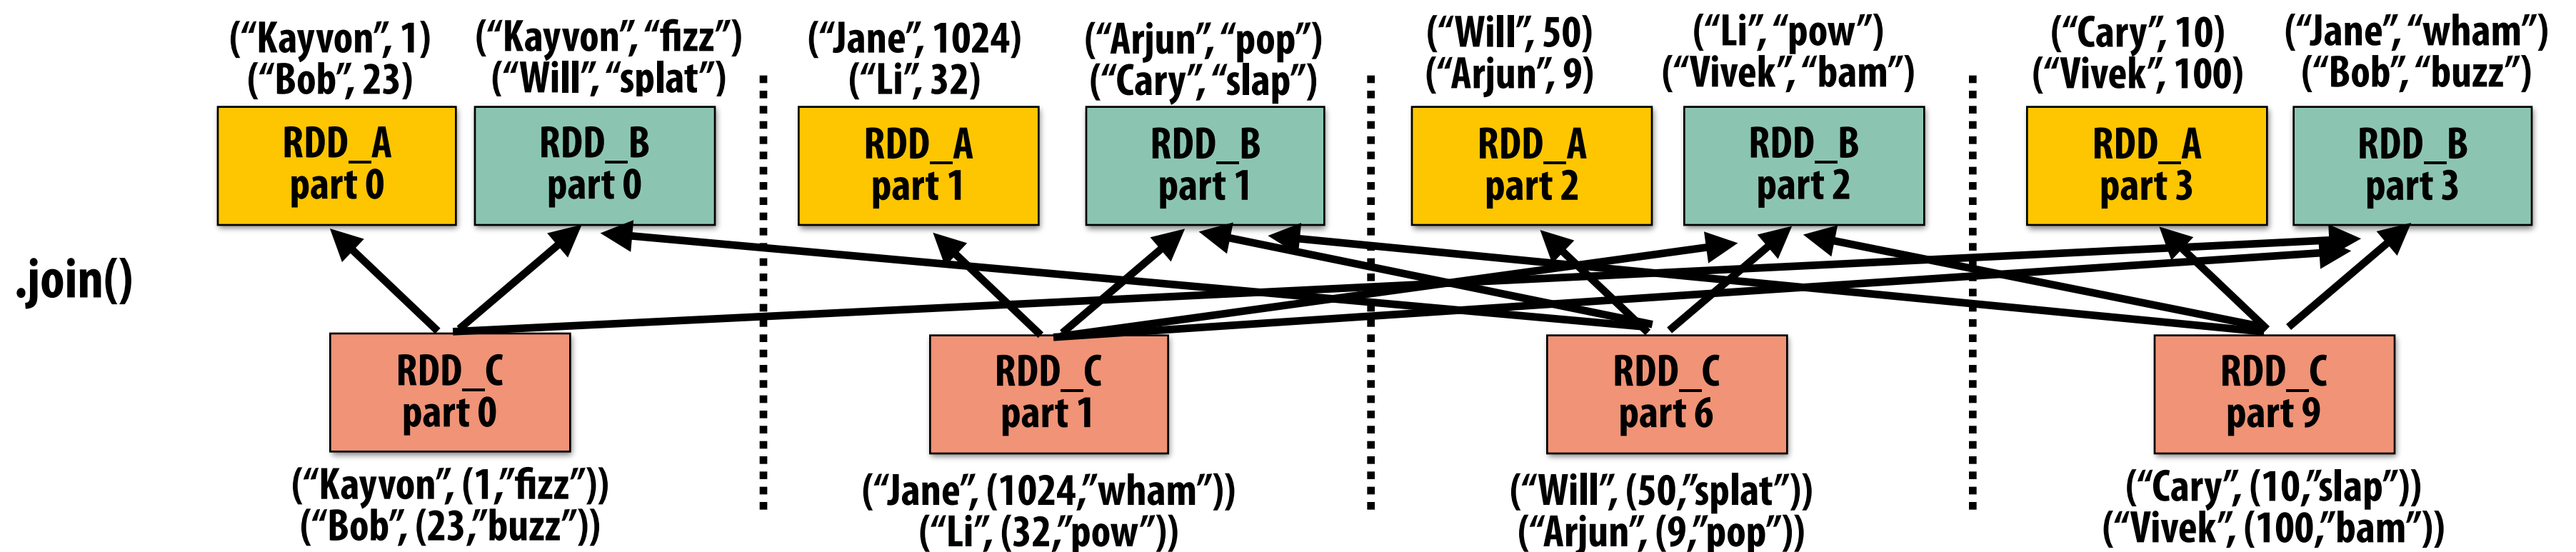 (“Kayvon”, 1)
(“Bob”, 23)
(“Kayvon”, “fizz”)
(“Will”, “splat”)
(“Jane”, 1024)
(“Li”, 32)
(“Arjun”, “pop”)
(“Cary”, “slap”)
(“Will”, 50)
(“Arjun”, 9)
(“Li”, “pow”)
(“Vivek”, “bam”)
(“Cary”, 10)
(“Vivek”, 100)
(“Jane”, “wham”)
(“Bob”, “buzz”)
RDD_A
part 0
RDD_B
part 0
RDD_A
part 1
RDD_B
part 1
RDD_A
part 2
RDD_B
part 2
RDD_A
part 3
RDD_B
part 3
.join()
RDD_C
part 0
RDD_C
part 1
RDD_C
part 6
RDD_C
part 9
(“Kayvon”, (1,”fizz”))
(“Bob”, (23,”buzz”))
(“Jane”, (1024,”wham”))
(“Li”, (32,”pow”))
(“Will”, (50,”splat”))
(“Arjun”, (9,”pop”))
(“Cary”, (10,”slap”))
(“Vivek”, (100,”bam”))